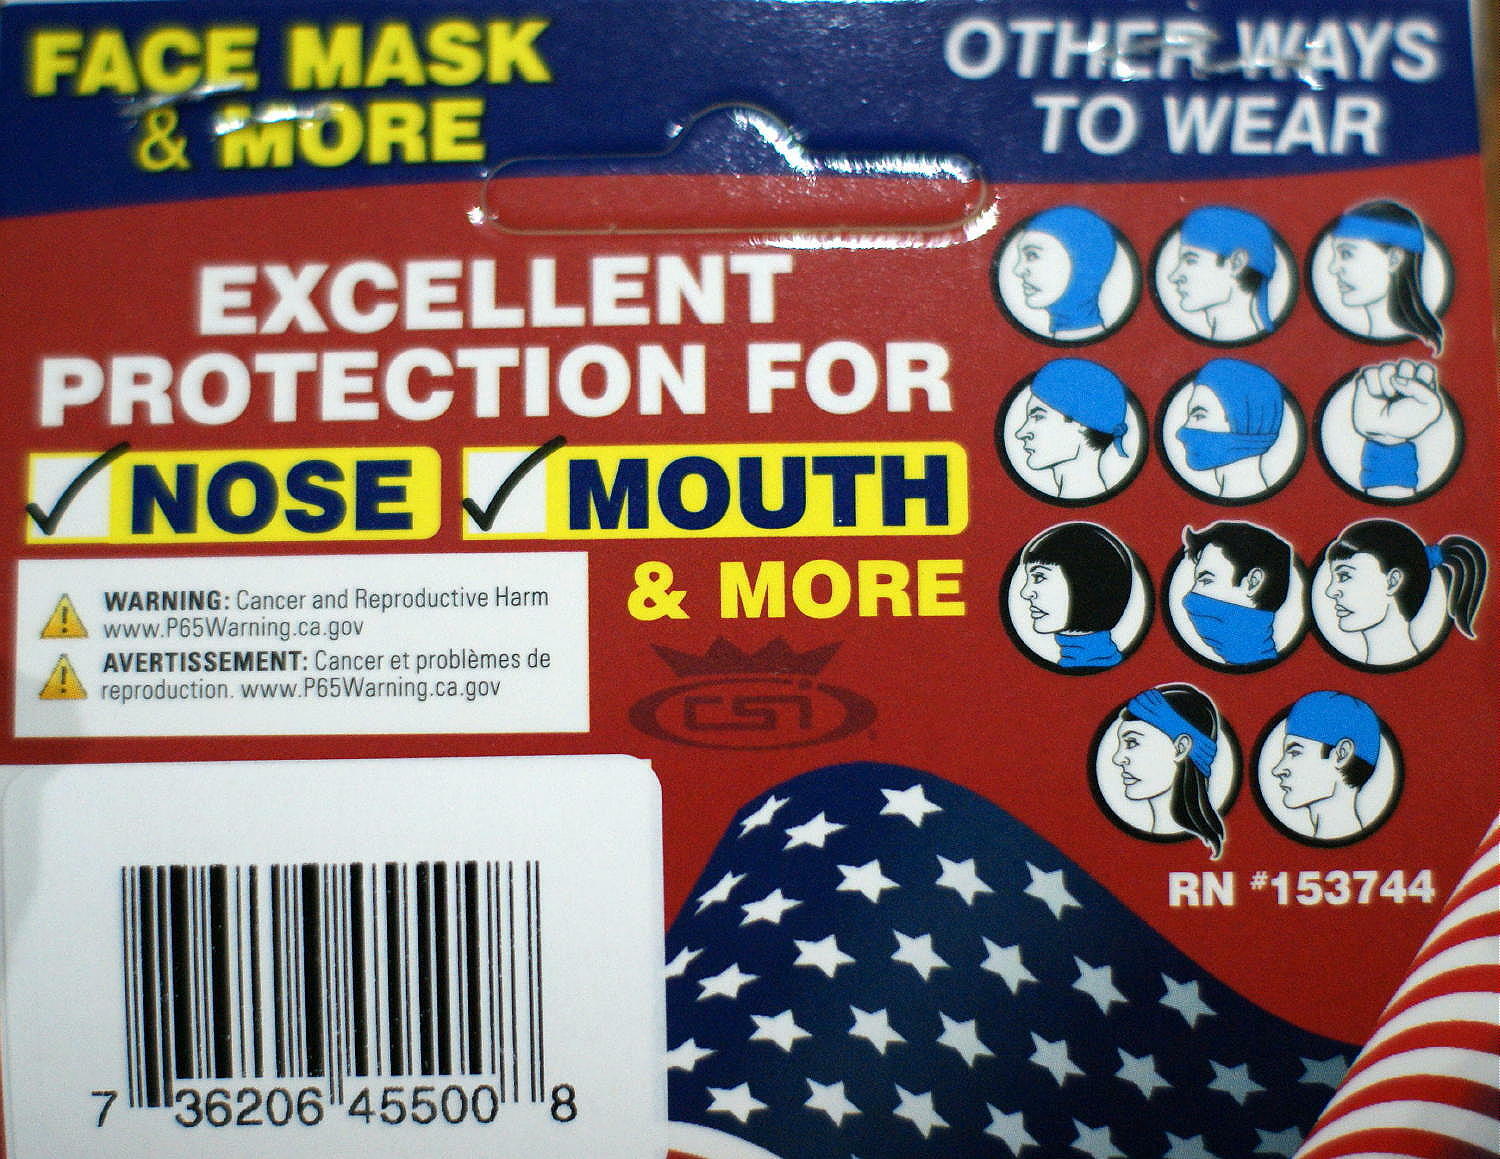 FACE MASK
& MORE
OTHER WAYS
TO WEAR
EXCELLENT
PROTECTION FOR
NOSE MOUTH
& MORE
WARNING: Cancer and Reproductive Harm
www.P65Warning.ca.gov
AVERTISSEMENT: Cancer et problèmes de
reproduction. www.P65Warning.ca.gov
CSI
RN #153744
7 36206 45500 8